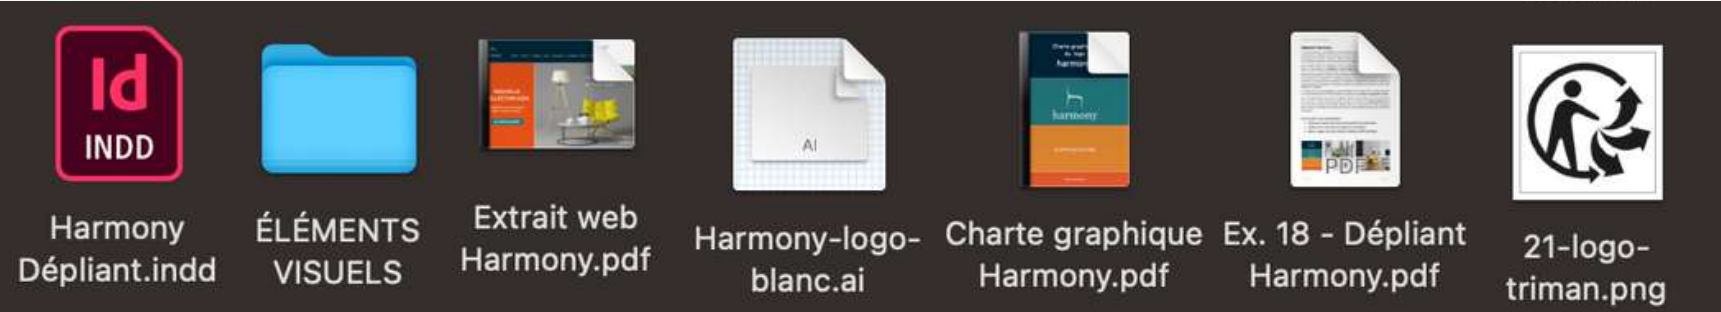 Id
INDD
Harmony
Dépliant.indd
ÉLÉMENTS
VISUELS
Extrait web
Harmony.pdf
AI
Harmony-logo-
blanc.ai
harmony
Charte graphique
Harmony.pdf
PDF
Ex. 18 - Dépliant
Harmony.pdf
21-logo-
triman.png